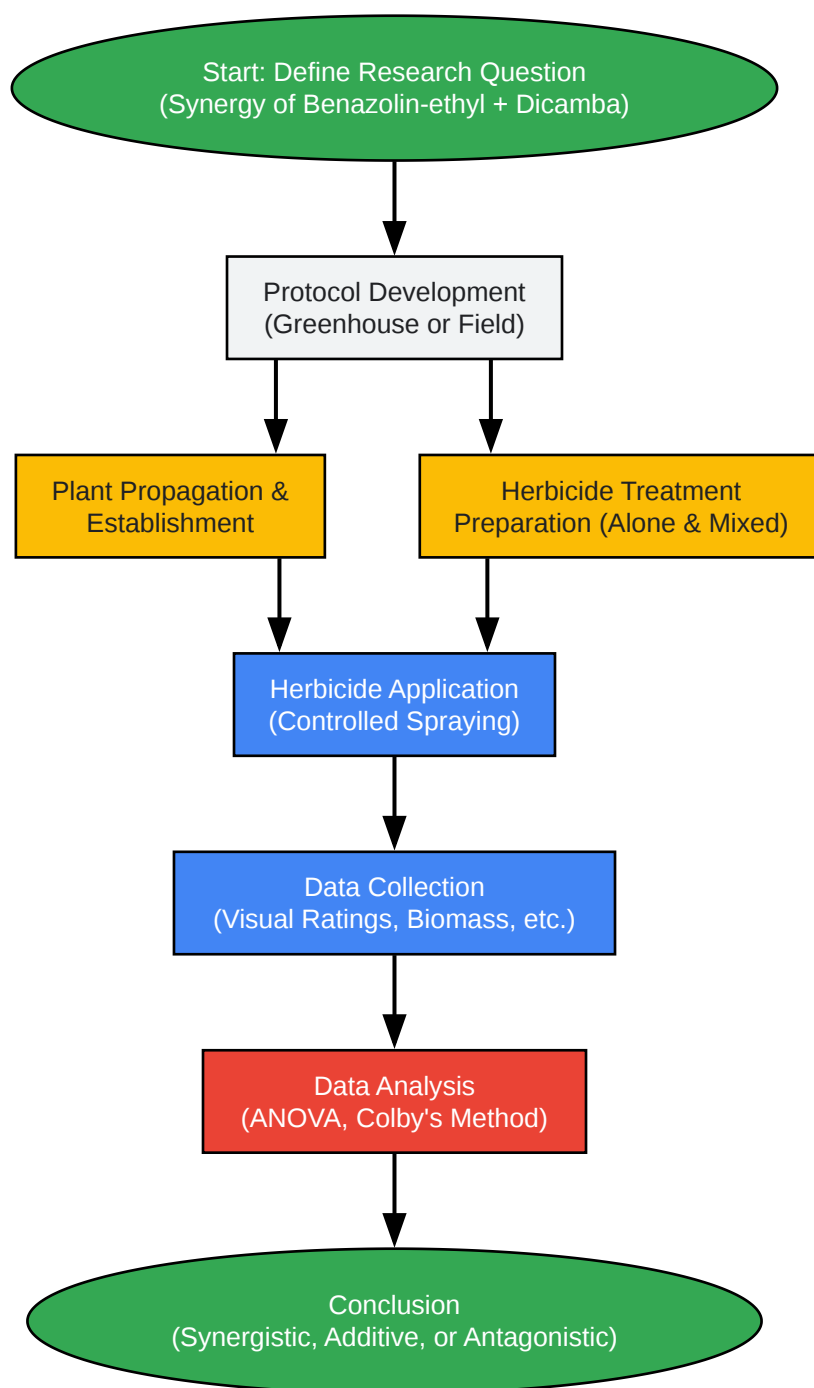 Start: Define Research Question
(Synergy of Benazolin-ethyl + Dicamba)
Protocol Development
(Greenhouse or Field)
Plant Propagation &
Establishment
Herbicide Treatment
Preparation (Alone & Mixed)
Herbicide Application
(Controlled Spraying)
Data Collection
(Visual Ratings, Biomass, etc.)
Data Analysis
(ANOVA, Colby's Method)
Conclusion
(Synergistic, Additive, or Antagonistic)